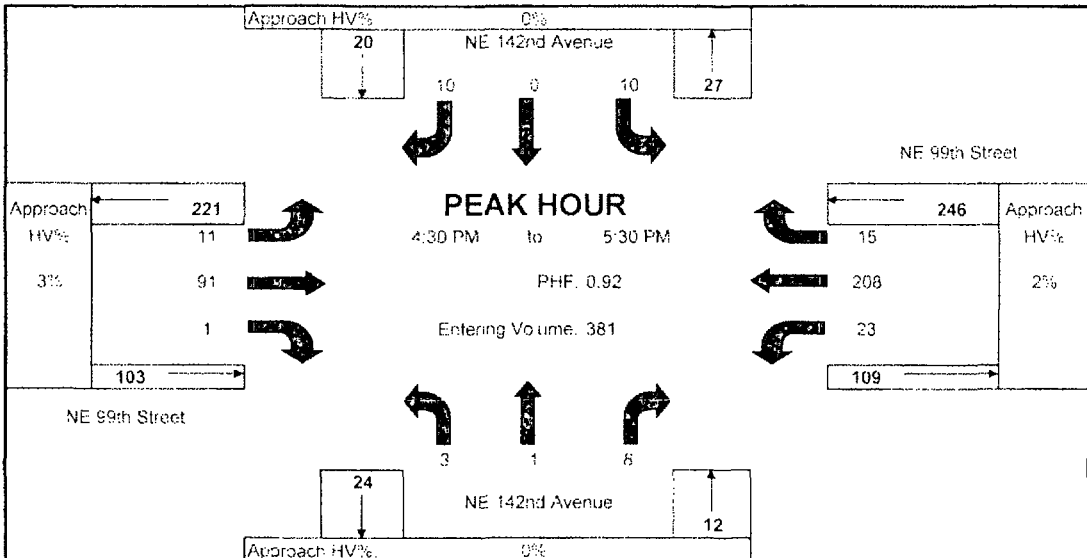 Approach HV% 0%
20 NE 142nd Avenue 27
10 0 10
NE 99th Street
Approach 221 PEAK HOUR 246 Approach
HV% 11 4:30 PM to 5:30 PM 15 HV%
3% 91 PHF. 0.92 208 2%
1 Entering Volume. 381 23
103 109
NE 99th Street
3 1 8
24 NE 142nd Avenue 12
Approach HV%. 0%